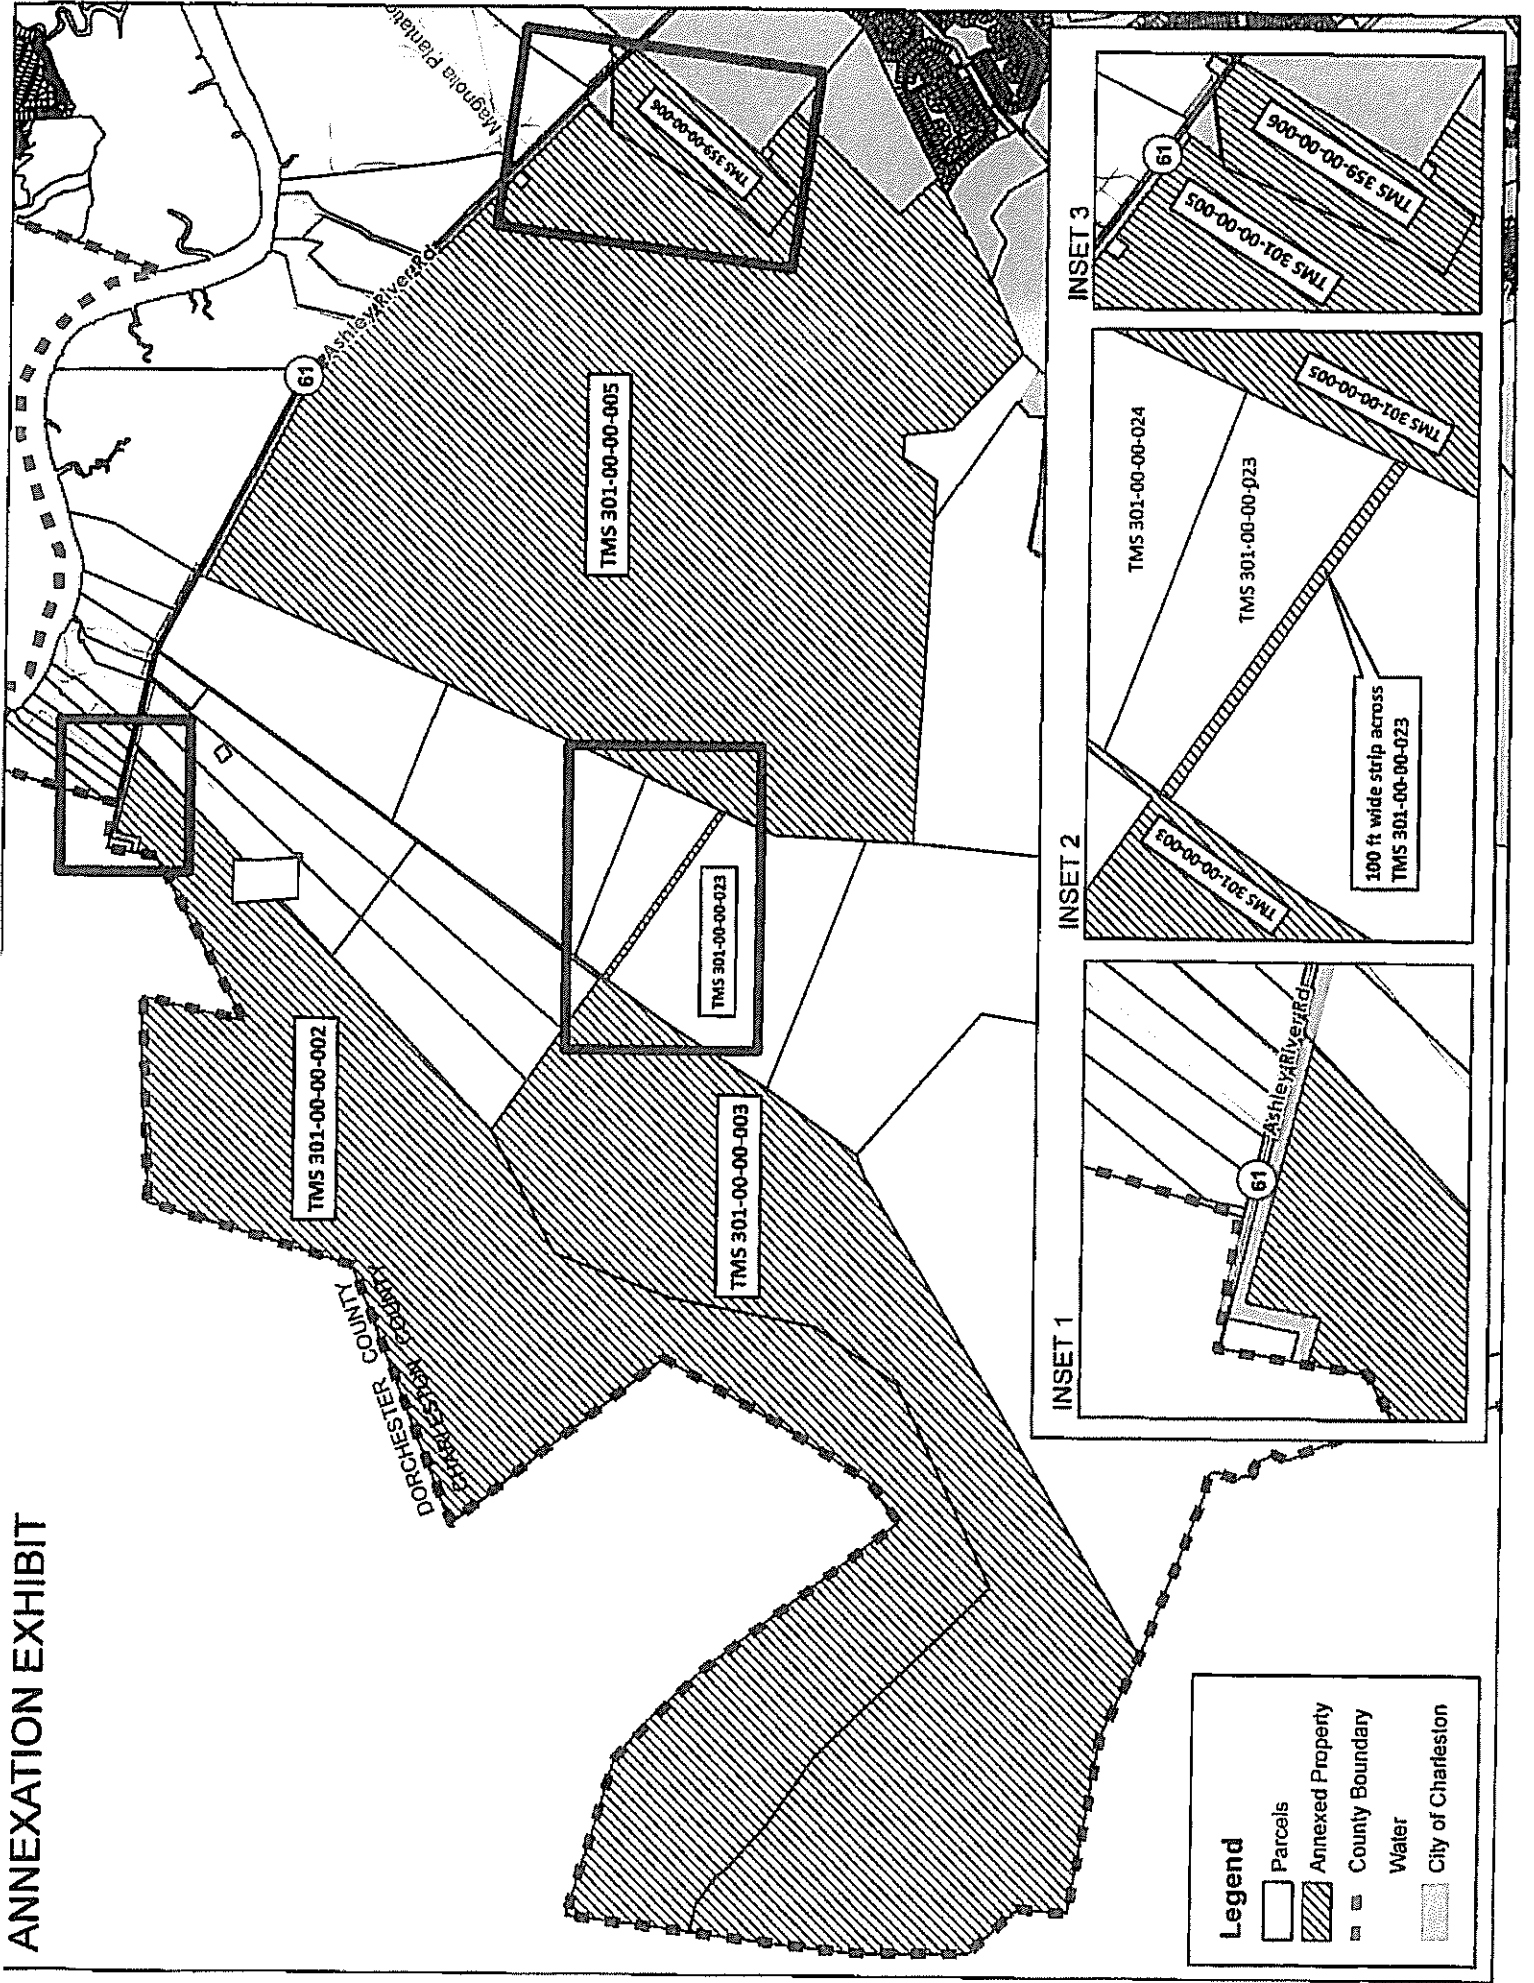 ANNEXATION EXHIBIT
Magnolia Plantatio
61
Ashley River Rd
TMS 359-00-00-006
TMS 301-00-00-005
TMS 301-00-00-002
TMS 301-00-00-023
TMS 301-00-00-003
DORCHESTER COUNTY
CHARLESTON COUNTY
Legend
Parcels
Annexed Property
County Boundary
Water
City of Charleston
INSET 1
61
Ashley River Rd
INSET 2
TMS 301-00-00-003
TMS 301-00-00-024
TMS 301-00-00-023
TMS 301-00-00-005
100 ft wide strip across
TMS 301-00-00-023
INSET 3
61
TMS 301-00-00-005
TMS 359-00-00-006